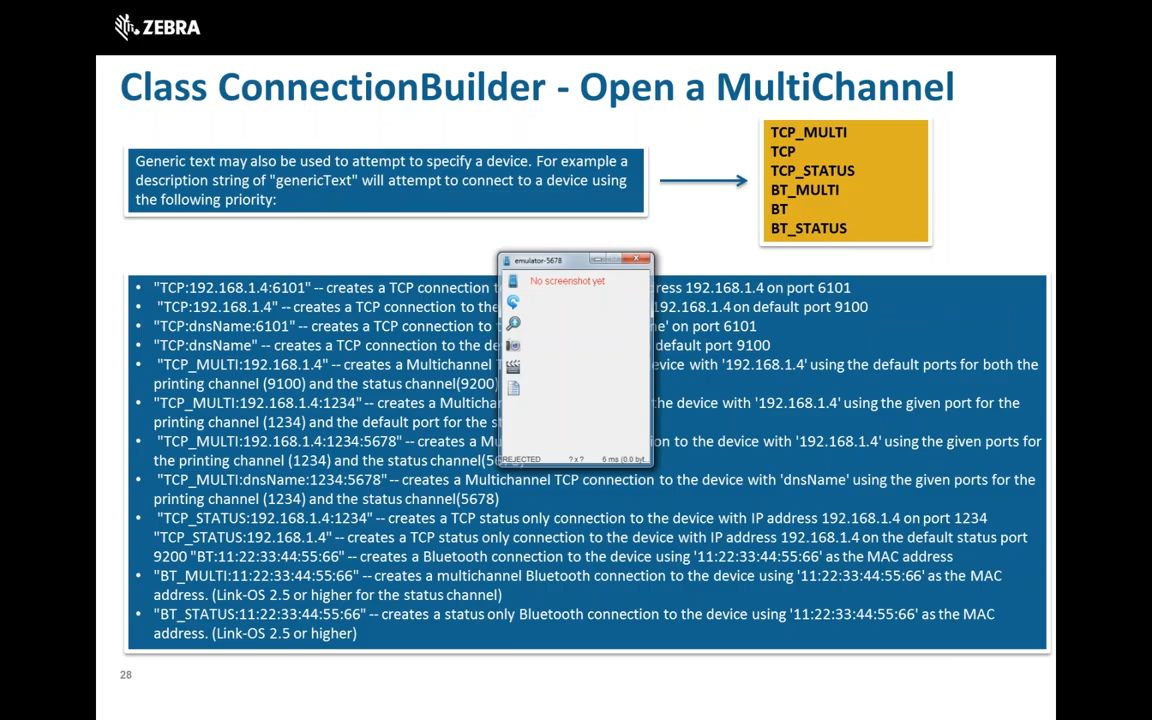 ZEBRA
Class ConnectionBuilder - Open a MultiChannel
Generic text may also be used to attempt to specify a device. For example a
description string of "genericText" will attempt to connect to a device using
the following priority:
TCP_MULTI
TCP
TCP_STATUS
BT_MULTI
BT
BT_STATUS
emulator-5678
No screenshot yet
REJECTED ? x ? 6 ms (0.0 byt...
• "TCP:192.168.1.4:6101" -- creates a TCP connection 192.168.1.4 on port 6101
• "TCP:192.168.1.4" -- creates a TCP connection to the 192.168.1.4 on default port 9100
• "TCP:dnsName:6101" -- creates a TCP connection to on port 6101
• "TCP:dnsName" -- creates a TCP connection to the default port 9100
• "TCP_MULTI:192.168.1.4" -- creates a Multichannel with '192.168.1.4' using the default ports for both the
printing channel (9100) and the status channel(9200)
• "TCP_MULTI:192.168.1.4:1234" -- creates a the device with '192.168.1.4' using the given port for the
printing channel (1234) and the default port for the
• "TCP_MULTI:192.168.1.4:1234:5678" -- creates a to the device with '192.168.1.4' using the given ports for
the printing channel (1234) and the status
• "TCP_MULTI:dnsName:1234:5678" -- creates a Multichannel TCP connection to the device with 'dnsName' using the given ports for the
printing channel (1234) and the status channel(5678)
• "TCP_STATUS:192.168.1.4:1234" -- creates a TCP status only connection to the device with IP address 192.168.1.4 on port 1234
"TCP_STATUS:192.168.1.4" -- creates a TCP status only connection to the device with IP address 192.168.1.4 on the default status port
9200 "BT:11:22:33:44:55:66" -- creates a Bluetooth connection to the device using '11:22:33:44:55:66' as the MAC address
• "BT_MULTI:11:22:33:44:55:66" -- creates a multichannel Bluetooth connection to the device using '11:22:33:44:55:66' as the MAC
address. (Link-OS 2.5 or higher for the status channel)
• "BT_STATUS:11:22:33:44:55:66" -- creates a status only Bluetooth connection to the device using '11:22:33:44:55:66' as the MAC
address. (Link-OS 2.5 or higher)
28